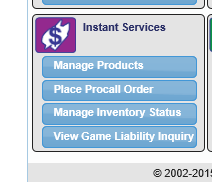 Instant Services
Manage Products
Place Procall Order
Manage Inventory Status
View Game Liability Inquiry
© 2002-2015